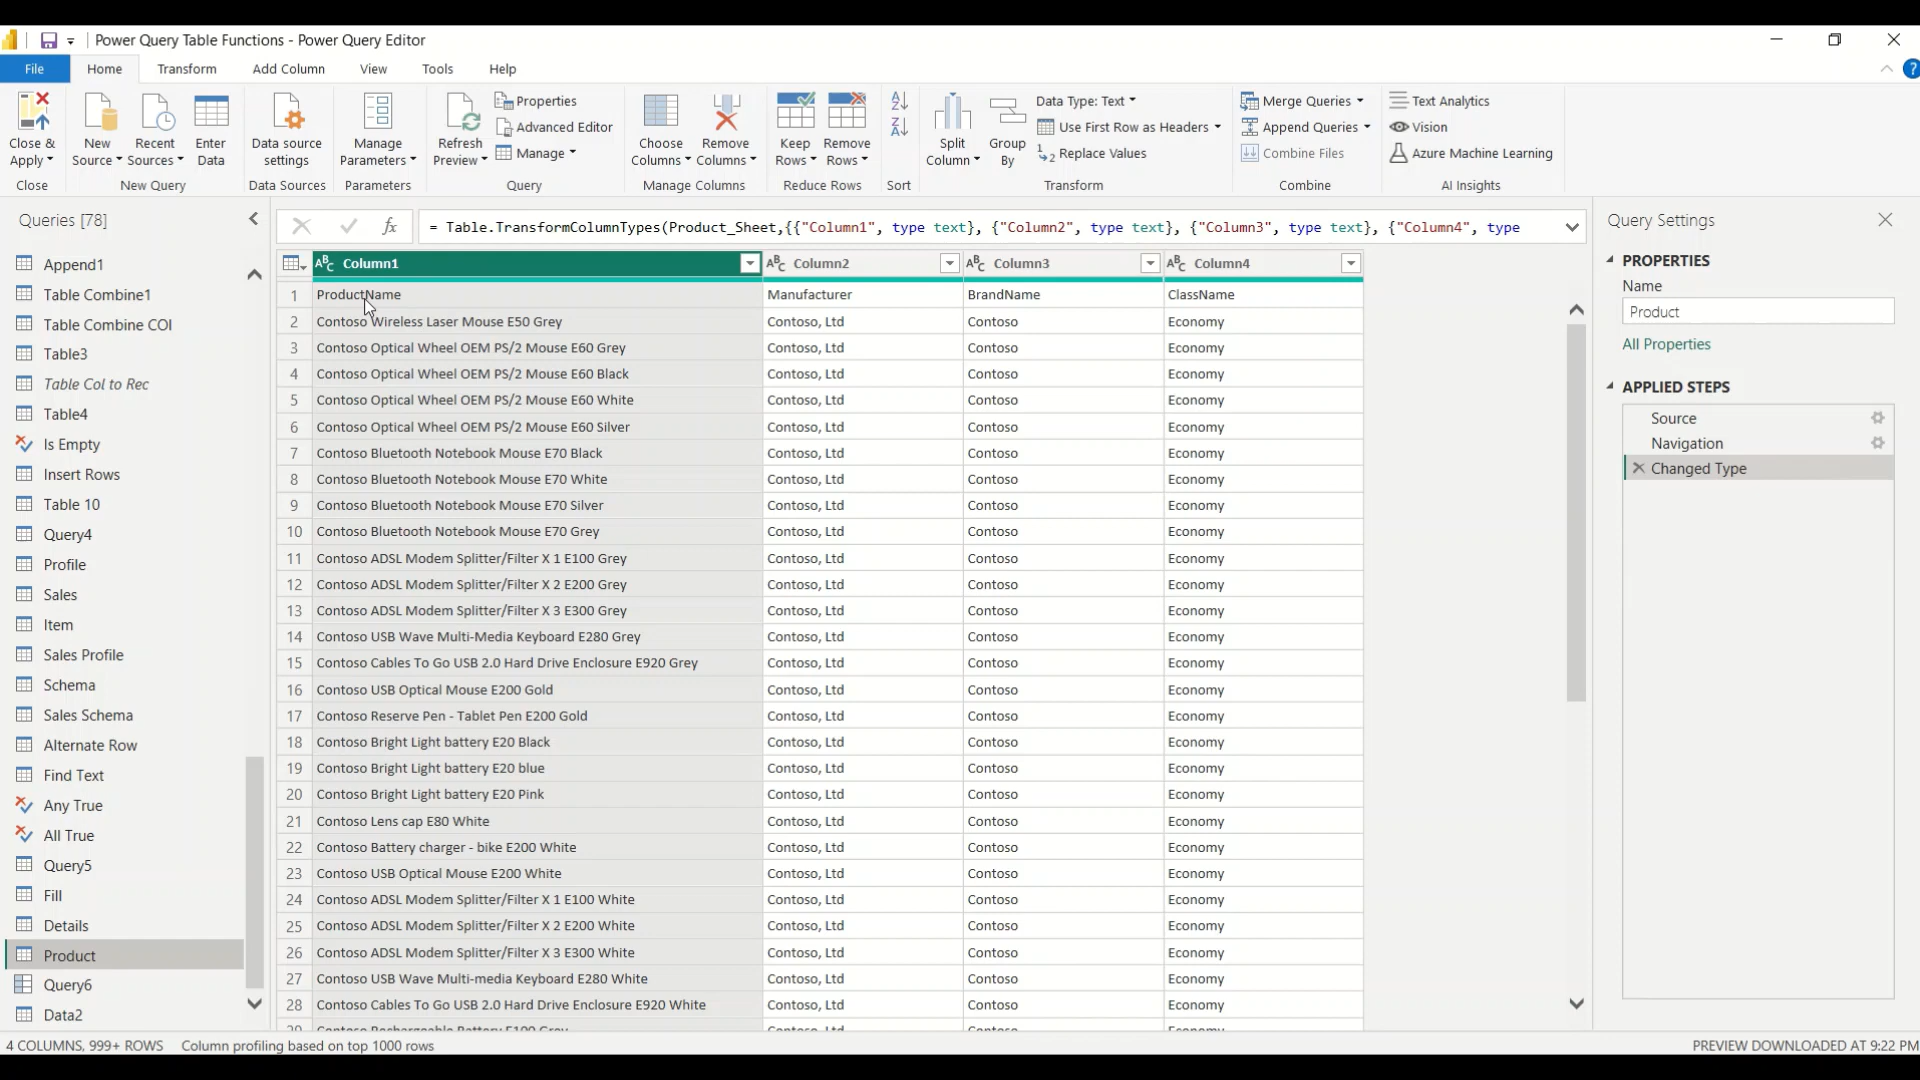 Power Query Table Functions - Power Query Editor
File Home Transform Add Column View Tools Help
Close & Apply
New Source
Recent Sources
Enter Data
Data source settings
Manage Parameters
Refresh Preview
Properties
Advanced Editor
Manage
Choose Columns
Remove Columns
Keep Rows
Remove Rows
Split Column
Group By
Data Type: Text
Use First Row as Headers
Replace Values
Merge Queries
Append Queries
Combine Files
Text Analytics
Vision
Azure Machine Learning
Close New Query Data Sources Parameters Query Manage Columns Reduce Rows Sort Transform Combine AI Insights
Queries [78]
Append1
Table Combine1
Table Combine COI
Table3
Table Col to Rec
Table4
Is Empty
Insert Rows
Table 10
Query4
Profile
Sales
Item
Sales Profile
Schema
Sales Schema
Alternate Row
Find Text
Any True
All True
Query5
Fill
Details
Product
Query6
Data2
fx = Table.TransformColumnTypes(Product_Sheet,{{"Column1", type text}, {"Column2", type text}, {"Column3", type text}, {"Column4", type
ABC Column1 ABC Column2 ABC Column3 ABC Column4
1 ProductName Manufacturer BrandName ClassName
2 Contoso Wireless Laser Mouse E50 Grey Contoso, Ltd Contoso Economy
3 Contoso Optical Wheel OEM PS/2 Mouse E60 Grey Contoso, Ltd Contoso Economy
4 Contoso Optical Wheel OEM PS/2 Mouse E60 Black Contoso, Ltd Contoso Economy
5 Contoso Optical Wheel OEM PS/2 Mouse E60 White Contoso, Ltd Contoso Economy
6 Contoso Optical Wheel OEM PS/2 Mouse E60 Silver Contoso, Ltd Contoso Economy
7 Contoso Bluetooth Notebook Mouse E70 Black Contoso, Ltd Contoso Economy
8 Contoso Bluetooth Notebook Mouse E70 White Contoso, Ltd Contoso Economy
9 Contoso Bluetooth Notebook Mouse E70 Silver Contoso, Ltd Contoso Economy
10 Contoso Bluetooth Notebook Mouse E70 Grey Contoso, Ltd Contoso Economy
11 Contoso ADSL Modem Splitter/Filter X 1 E100 Grey Contoso, Ltd Contoso Economy
12 Contoso ADSL Modem Splitter/Filter X 2 E200 Grey Contoso, Ltd Contoso Economy
13 Contoso ADSL Modem Splitter/Filter X 3 E300 Grey Contoso, Ltd Contoso Economy
14 Contoso USB Wave Multi-Media Keyboard E280 Grey Contoso, Ltd Contoso Economy
15 Contoso Cables To Go USB 2.0 Hard Drive Enclosure E920 Grey Contoso, Ltd Contoso Economy
16 Contoso USB Optical Mouse E200 Gold Contoso, Ltd Contoso Economy
17 Contoso Reserve Pen - Tablet Pen E200 Gold Contoso, Ltd Contoso Economy
18 Contoso Bright Light battery E20 Black Contoso, Ltd Contoso Economy
19 Contoso Bright Light battery E20 blue Contoso, Ltd Contoso Economy
20 Contoso Bright Light battery E20 Pink Contoso, Ltd Contoso Economy
21 Contoso Lens cap E80 White Contoso, Ltd Contoso Economy
22 Contoso Battery charger - bike E200 White Contoso, Ltd Contoso Economy
23 Contoso USB Optical Mouse E200 White Contoso, Ltd Contoso Economy
24 Contoso ADSL Modem Splitter/Filter X 1 E100 White Contoso, Ltd Contoso Economy
25 Contoso ADSL Modem Splitter/Filter X 2 E200 White Contoso, Ltd Contoso Economy
26 Contoso ADSL Modem Splitter/Filter X 3 E300 White Contoso, Ltd Contoso Economy
27 Contoso USB Wave Multi-media Keyboard E280 White Contoso, Ltd Contoso Economy
28 Contoso Cables To Go USB 2.0 Hard Drive Enclosure E920 White Contoso, Ltd Contoso Economy
29 Contoso Rechargeable Battery E100 Grey Contoso, Ltd Contoso Economy
Query Settings
PROPERTIES
Name
Product
All Properties
APPLIED STEPS
Source
Navigation
Changed Type
4 COLUMNS, 999+ ROWS Column profiling based on top 1000 rows
PREVIEW DOWNLOADED AT 9:22 PM